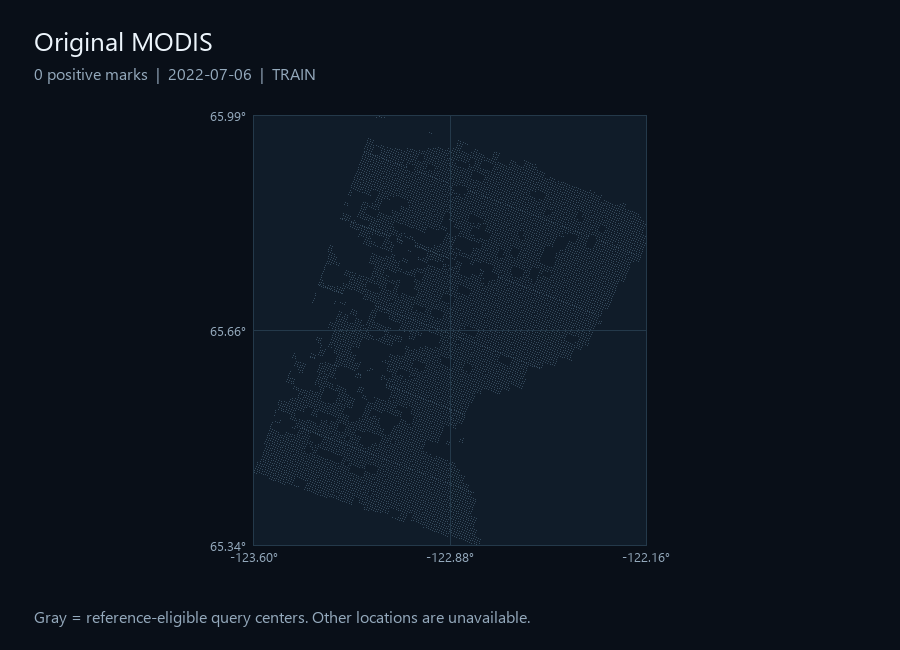 Original MODIS
0 positive marks | 2022-07-06 | TRAIN
65.99°
65.66°
65.34°
-123.60°
-122.88°
-122.16°
Gray = reference-eligible query centers. Other locations are unavailable.